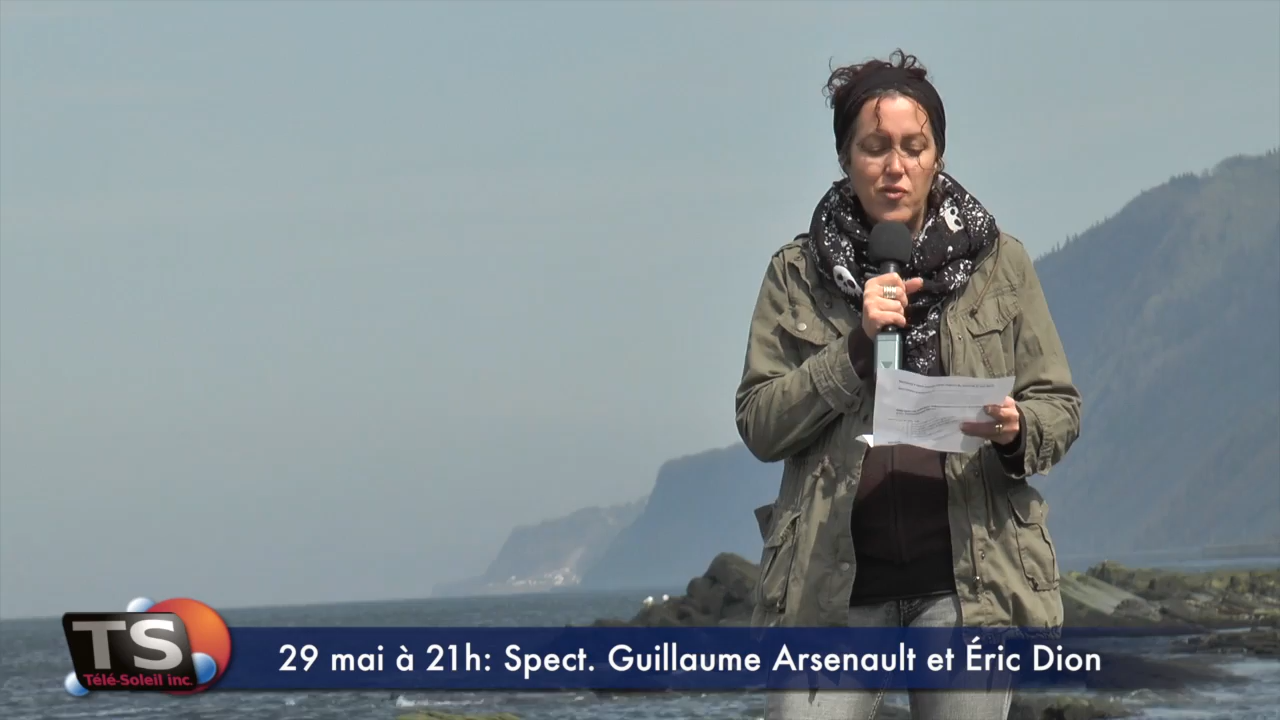 TS
Télé-Soleil inc.
29 mai à 21h: Spect. Guillaume Arsenault et Éric Dion